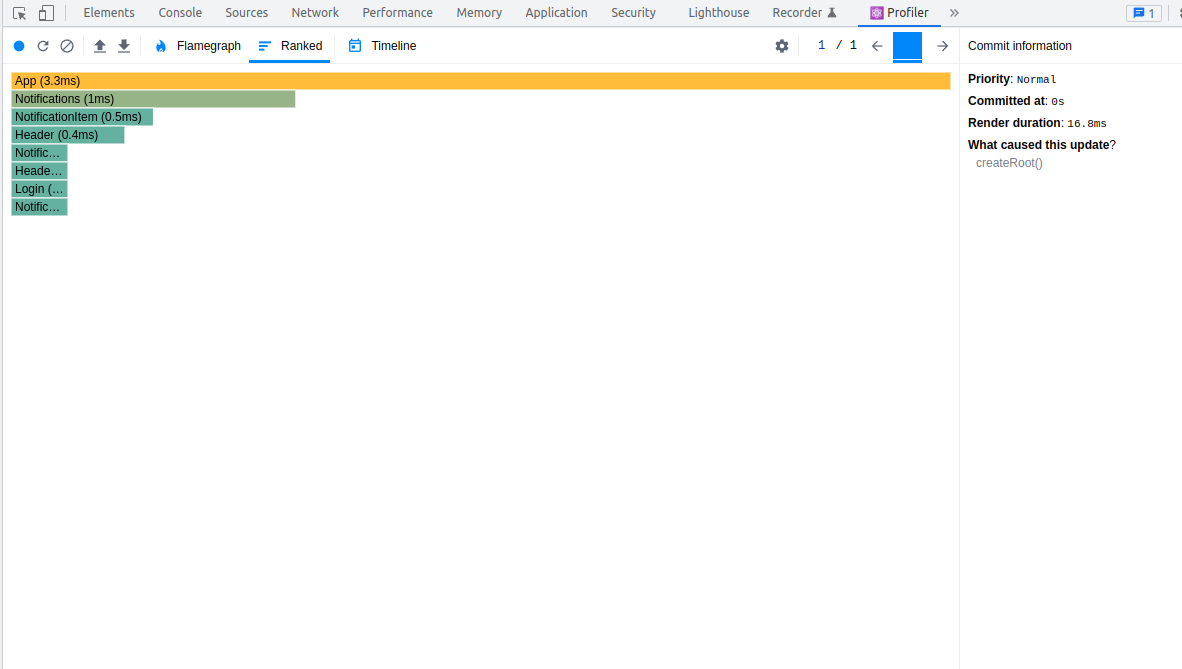 Elements Console Sources Network Performance Memory Application Security Lighthouse Recorder Profiler » 1
Flamegraph Ranked Timeline 1 / 1 Commit information
App (3.3ms)
Notifications (1ms)
NotificationItem (0.5ms)
Header (0.4ms)
Notific…
Heade…
Login (…
Notific…
Priority: Normal
Committed at: 0s
Render duration: 16.8ms
What caused this update?
createRoot()